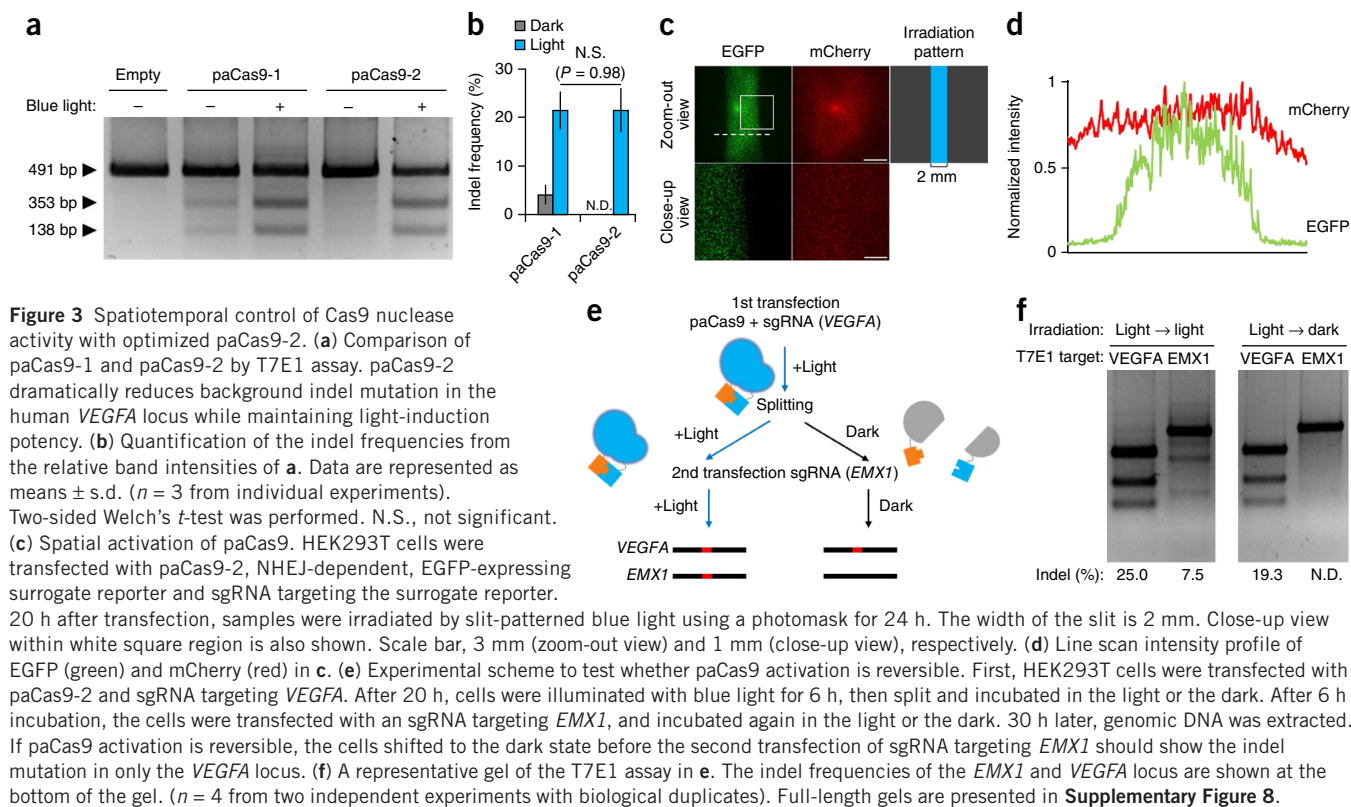 a
Empty paCas9-1 paCas9-2
Blue light: – – + – +
491 bp
353 bp
138 bp
b
Dark
Light
N.S.
(P = 0.98)
Indel frequency (%)
30
20
10
0
N.D.
paCas9-1
paCas9-2
c
EGFP mCherry Irradiation pattern
Zoom-out view
Close-up view
2 mm
d
Normalized intensity
1
0.5
0
mCherry
EGFP
Figure 3 Spatiotemporal control of Cas9 nuclease
activity with optimized paCas9-2. (a) Comparison of
paCas9-1 and paCas9-2 by T7E1 assay. paCas9-2
dramatically reduces background indel mutation in the
human VEGFA locus while maintaining light-induction
potency. (b) Quantification of the indel frequencies from
the relative band intensities of a. Data are represented as
means ± s.d. (n = 3 from individual experiments).
Two-sided Welch's t-test was performed. N.S., not significant.
(c) Spatial activation of paCas9. HEK293T cells were
transfected with paCas9-2, NHEJ-dependent, EGFP-expressing
surrogate reporter and sgRNA targeting the surrogate reporter.
20 h after transfection, samples were irradiated by slit-patterned blue light using a photomask for 24 h. The width of the slit is 2 mm. Close-up view
within white square region is also shown. Scale bar, 3 mm (zoom-out view) and 1 mm (close-up view), respectively. (d) Line scan intensity profile of
EGFP (green) and mCherry (red) in c. (e) Experimental scheme to test whether paCas9 activation is reversible. First, HEK293T cells were transfected with
paCas9-2 and sgRNA targeting VEGFA. After 20 h, cells were illuminated with blue light for 6 h, then split and incubated in the light or the dark. After 6 h
incubation, the cells were transfected with an sgRNA targeting EMX1, and incubated again in the light or the dark. 30 h later, genomic DNA was extracted.
If paCas9 activation is reversible, the cells shifted to the dark state before the second transfection of sgRNA targeting EMX1 should show the indel
mutation in only the VEGFA locus. (f) A representative gel of the T7E1 assay in e. The indel frequencies of the EMX1 and VEGFA locus are shown at the
bottom of the gel. (n = 4 from two independent experiments with biological duplicates). Full-length gels are presented in Supplementary Figure 8.
e
1st transfection
paCas9 + sgRNA (VEGFA)
+Light
Splitting
+Light Dark
2nd transfection sgRNA (EMX1)
+Light Dark
VEGFA
EMX1
f
Irradiation: Light → light Light → dark
T7E1 target: VEGFA EMX1 VEGFA EMX1
Indel (%): 25.0 7.5 19.3 N.D.